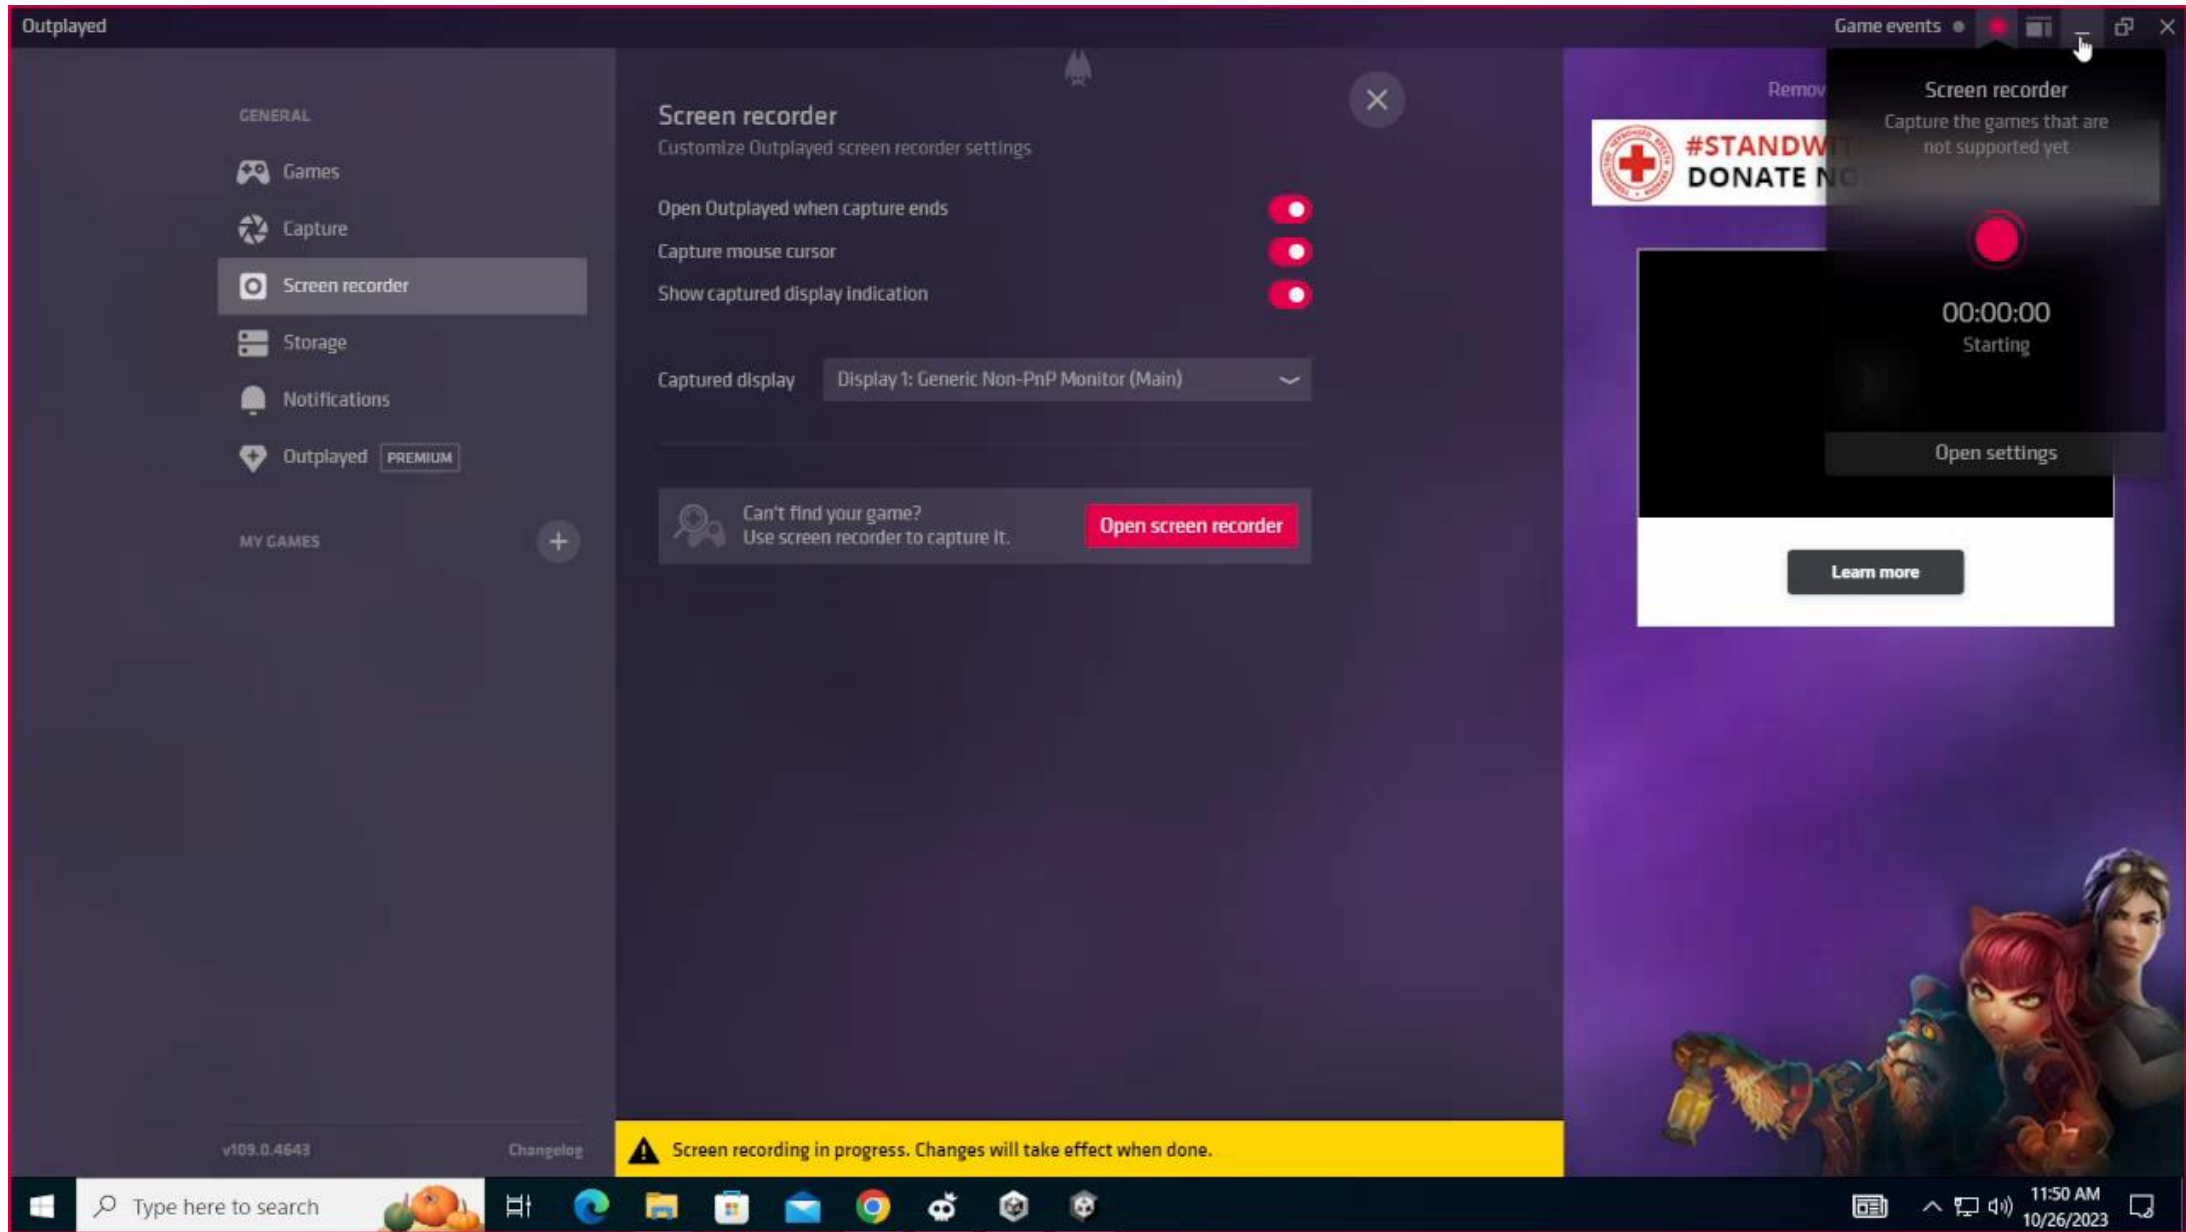 Outplayed
Game events
GENERAL
Games
Capture
Screen recorder
Storage
Notifications
Outplayed PREMIUM
MY GAMES
v109.0.4643
Changelog
Screen recorder
Customize Outplayed screen recorder settings
Open Outplayed when capture ends
Capture mouse cursor
Show captured display indication
Captured display
Display 1: Generic Non-PnP Monitor (Main)
Can't find your game?
Use screen recorder to capture it.
Open screen recorder
Screen recording in progress. Changes will take effect when done.
Remov
#STANDWIT
DONATE NO
Screen recorder
Capture the games that are
not supported yet
00:00:00
Starting
Open settings
Learn more
Type here to search
11:50 AM
10/26/2023